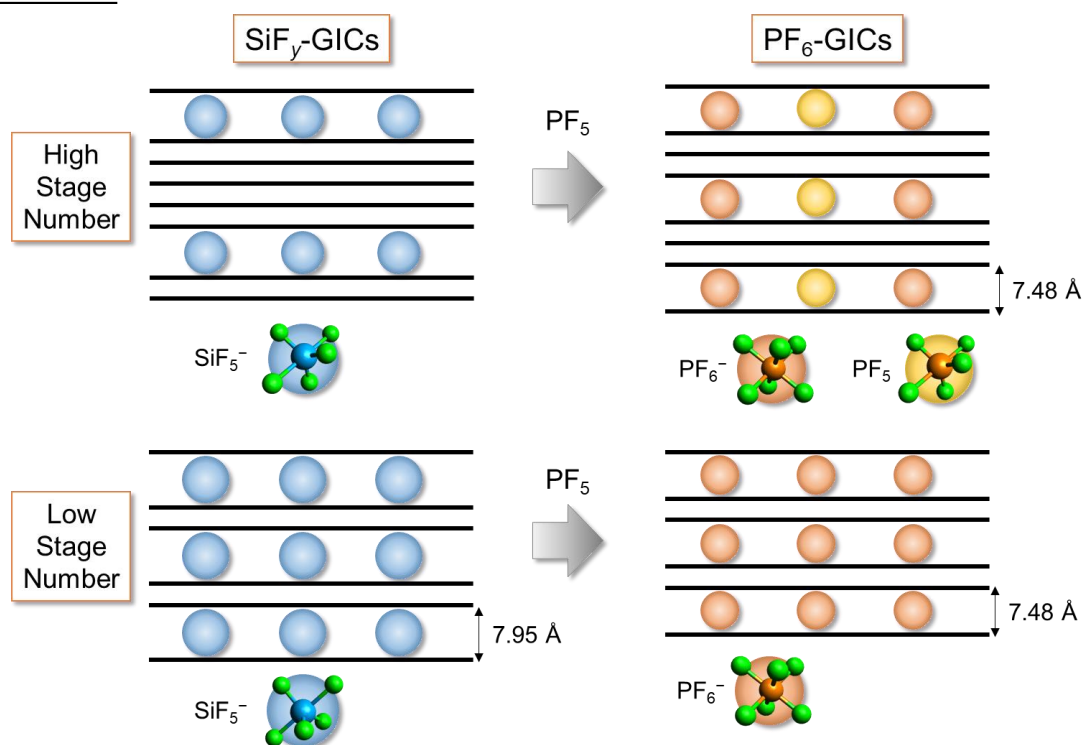 SiFy-GICs
PF6-GICs
High
Stage
Number
PF5
7.48 Å
SiF5−
PF6−
PF5
Low
Stage
Number
PF5
7.95 Å
7.48 Å
SiF5−
PF6−